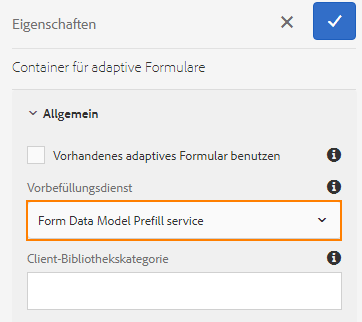 Eigenschaften
Container für adaptive Formulare
Allgemein
Vorhandenes adaptives Formular benutzen
Vorbefüllungsdienst
Form Data Model Prefill service
Client-Bibliothekskategorie